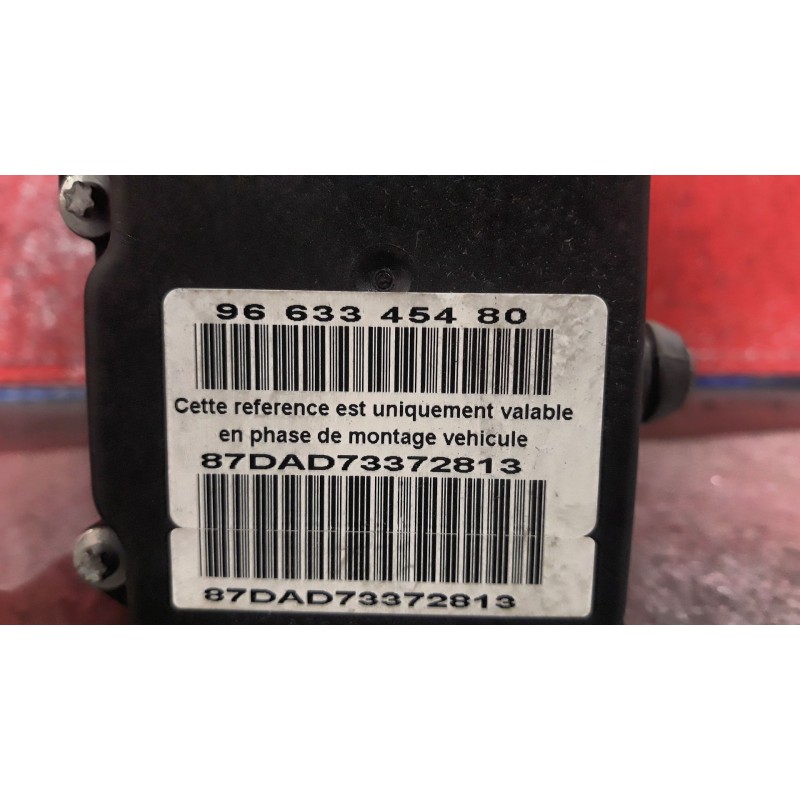 96 633 454 80
Cette reference est uniquement valable
en phase de montage vehicule
87DAD73372813
87DAD73372813